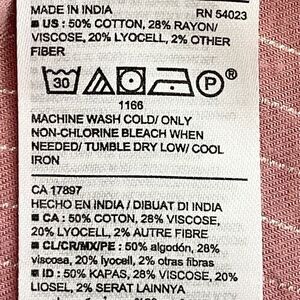 MADE IN INDIA RN 54023
■ US : 50% COTTON, 28% RAYON/
VISCOSE, 20% LYOCELL, 2% OTHER
FIBER
30 P ®
1166
MACHINE WASH COLD/ ONLY
NON-CHLORINE BLEACH WHEN
NEEDED/ TUMBLE DRY LOW/ COOL
IRON
CA 17897
HECHO EN INDIA / DIBUAT DI INDIA
■ CA : 50% COTON, 28% VISCOSE,
20% LYOCELL, 2% AUTRE FIBRE
■ CL/CR/MX/PE : 50% algodón, 28%
viscosa, 20% lyocell, 2% otras fibras
■ ID : 50% KAPAS, 28% VISCOSE, 20%
LIOSEL, 2% SERAT LAINNYA